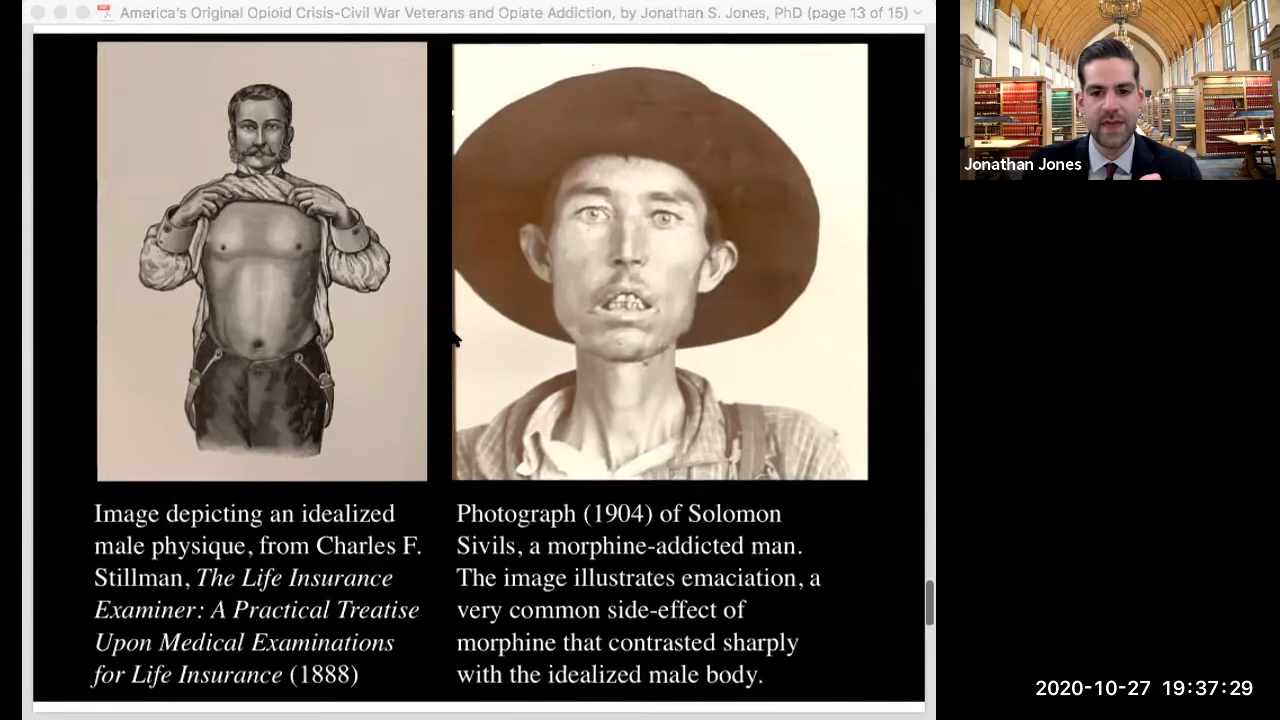 America's Original Opioid Crisis-Civil War Veterans and Opiate Addiction, by Jonathan S. Jones, PhD (page 13 of 15)
Jonathan Jones
Image depicting an idealized
male physique, from Charles F.
Stillman, The Life Insurance
Examiner: A Practical Treatise
Upon Medical Examinations
for Life Insurance (1888)
Photograph (1904) of Solomon
Sivils, a morphine-addicted man.
The image illustrates emaciation, a
very common side-effect of
morphine that contrasted sharply
with the idealized male body.
2020-10-27 19:37:29